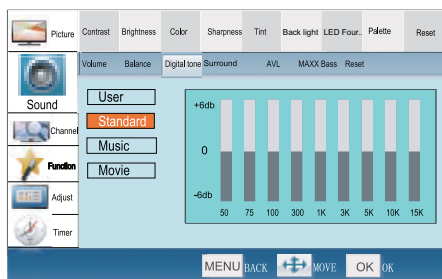 Picture Contrast Brightness Color Sharpness Tint Back light LED Four.. Palette Reset
Volume Balance Digital tone Surround AVL MAXX Bass Reset
Sound
Channel
Function
Adjust
Timer
User
Standard
Music
Movie
+6db
0
-6db
50 75 100 300 1K 3K 5K 10K 15K
MENU BACK MOVE OK OK